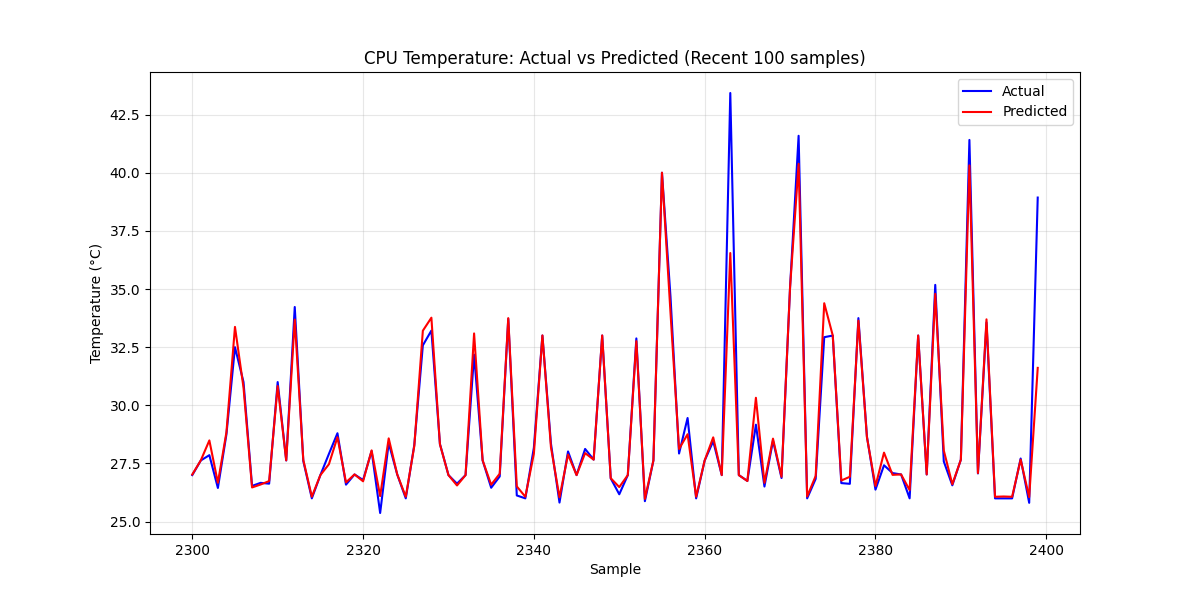 CPU Temperature: Actual vs Predicted (Recent 100 samples)
Actual
Predicted
42.5
40.0
37.5
35.0
32.5
30.0
27.5
25.0
Temperature (°C)
2300 2320 2340 2360 2380 2400
Sample